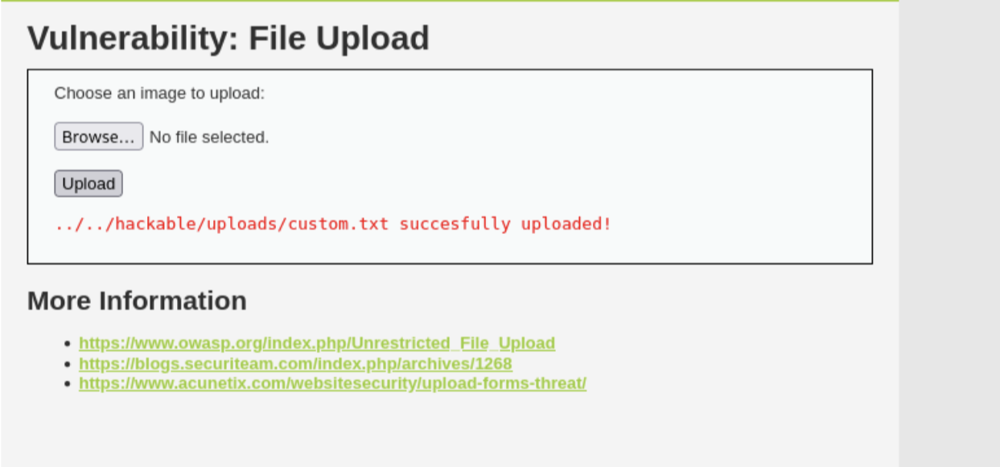 Vulnerability: File Upload
Choose an image to upload:
Browse... No file selected.
Upload
../../hackable/uploads/custom.txt succesfully uploaded!
More Information
https://www.owasp.org/index.php/Unrestricted_File_Upload
https://blogs.securiteam.com/index.php/archives/1268
https://www.acunetix.com/websitesecurity/upload-forms-threat/